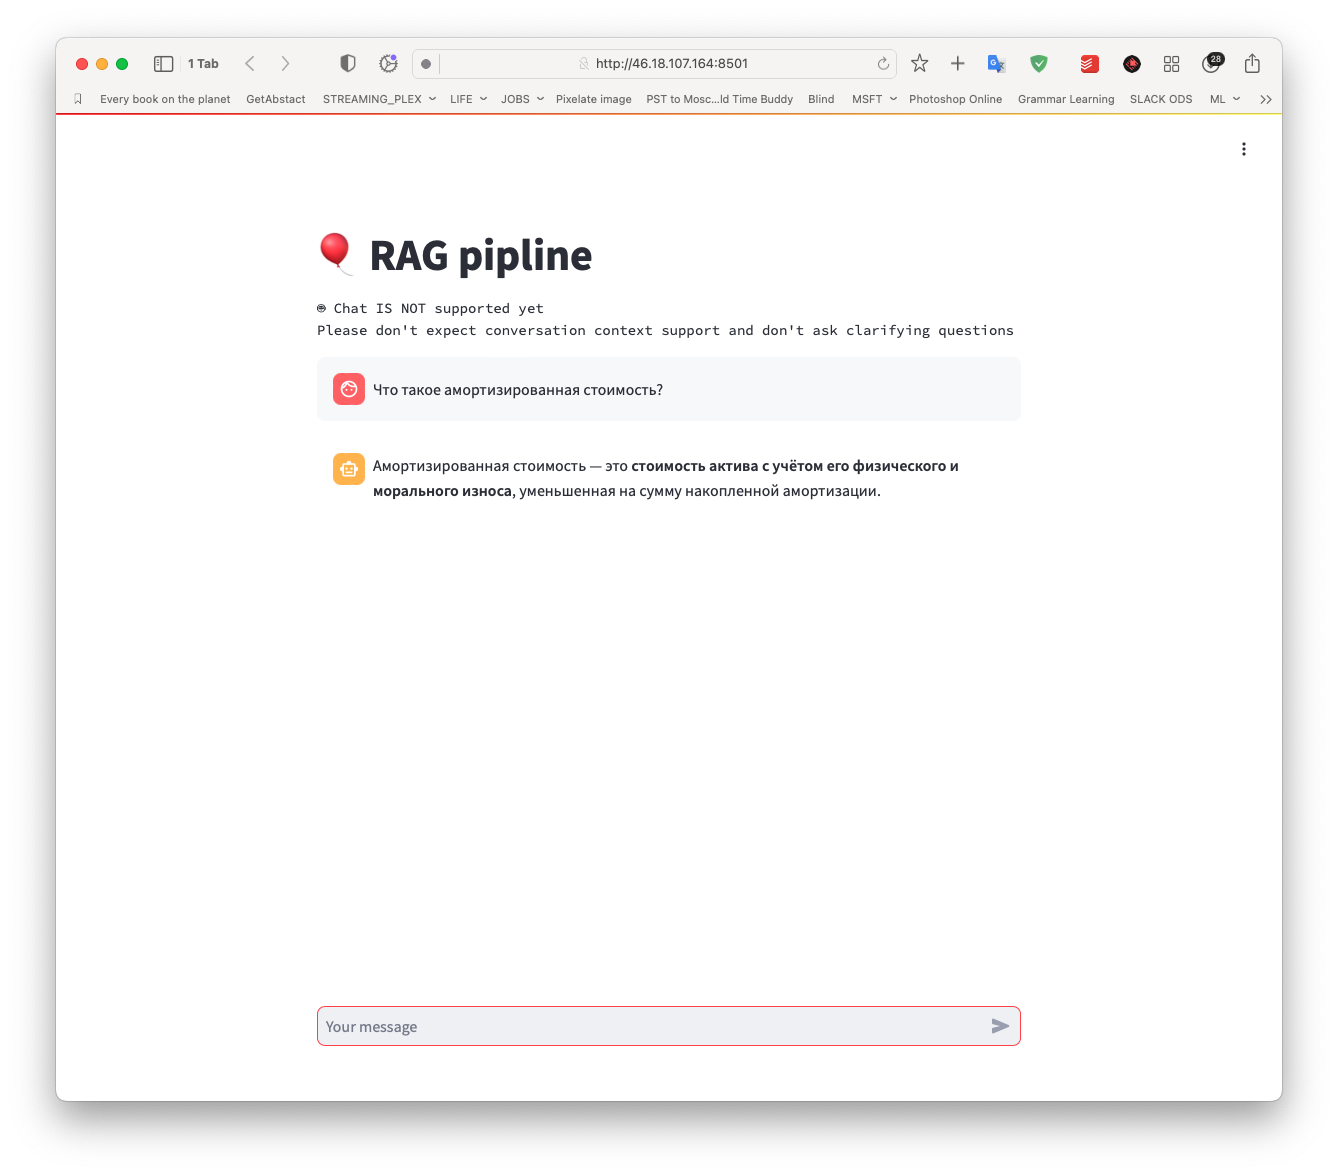 1 Tab
http://46.18.107.164:8501
28
Every book on the planet GetAbstact STREAMING_PLEX LIFE JOBS Pixelate image PST to Mosc...ld Time Buddy Blind MSFT Photoshop Online Grammar Learning SLACK ODS ML
RAG pipline
Chat IS NOT supported yet
Please don't expect conversation context support and don't ask clarifying questions
Что такое амортизированная стоимость?
Амортизированная стоимость — это стоимость актива с учётом его физического и
морального износа, уменьшенная на сумму накопленной амортизации.
Your message